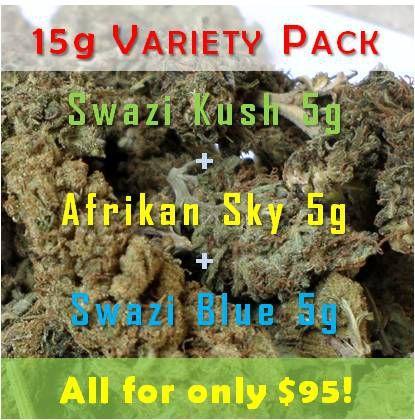 15g Variety Pack
Swazi Kush 5g
+
Afrikan Sky 5g
+
Swazi Blue 5g
All for only $95!